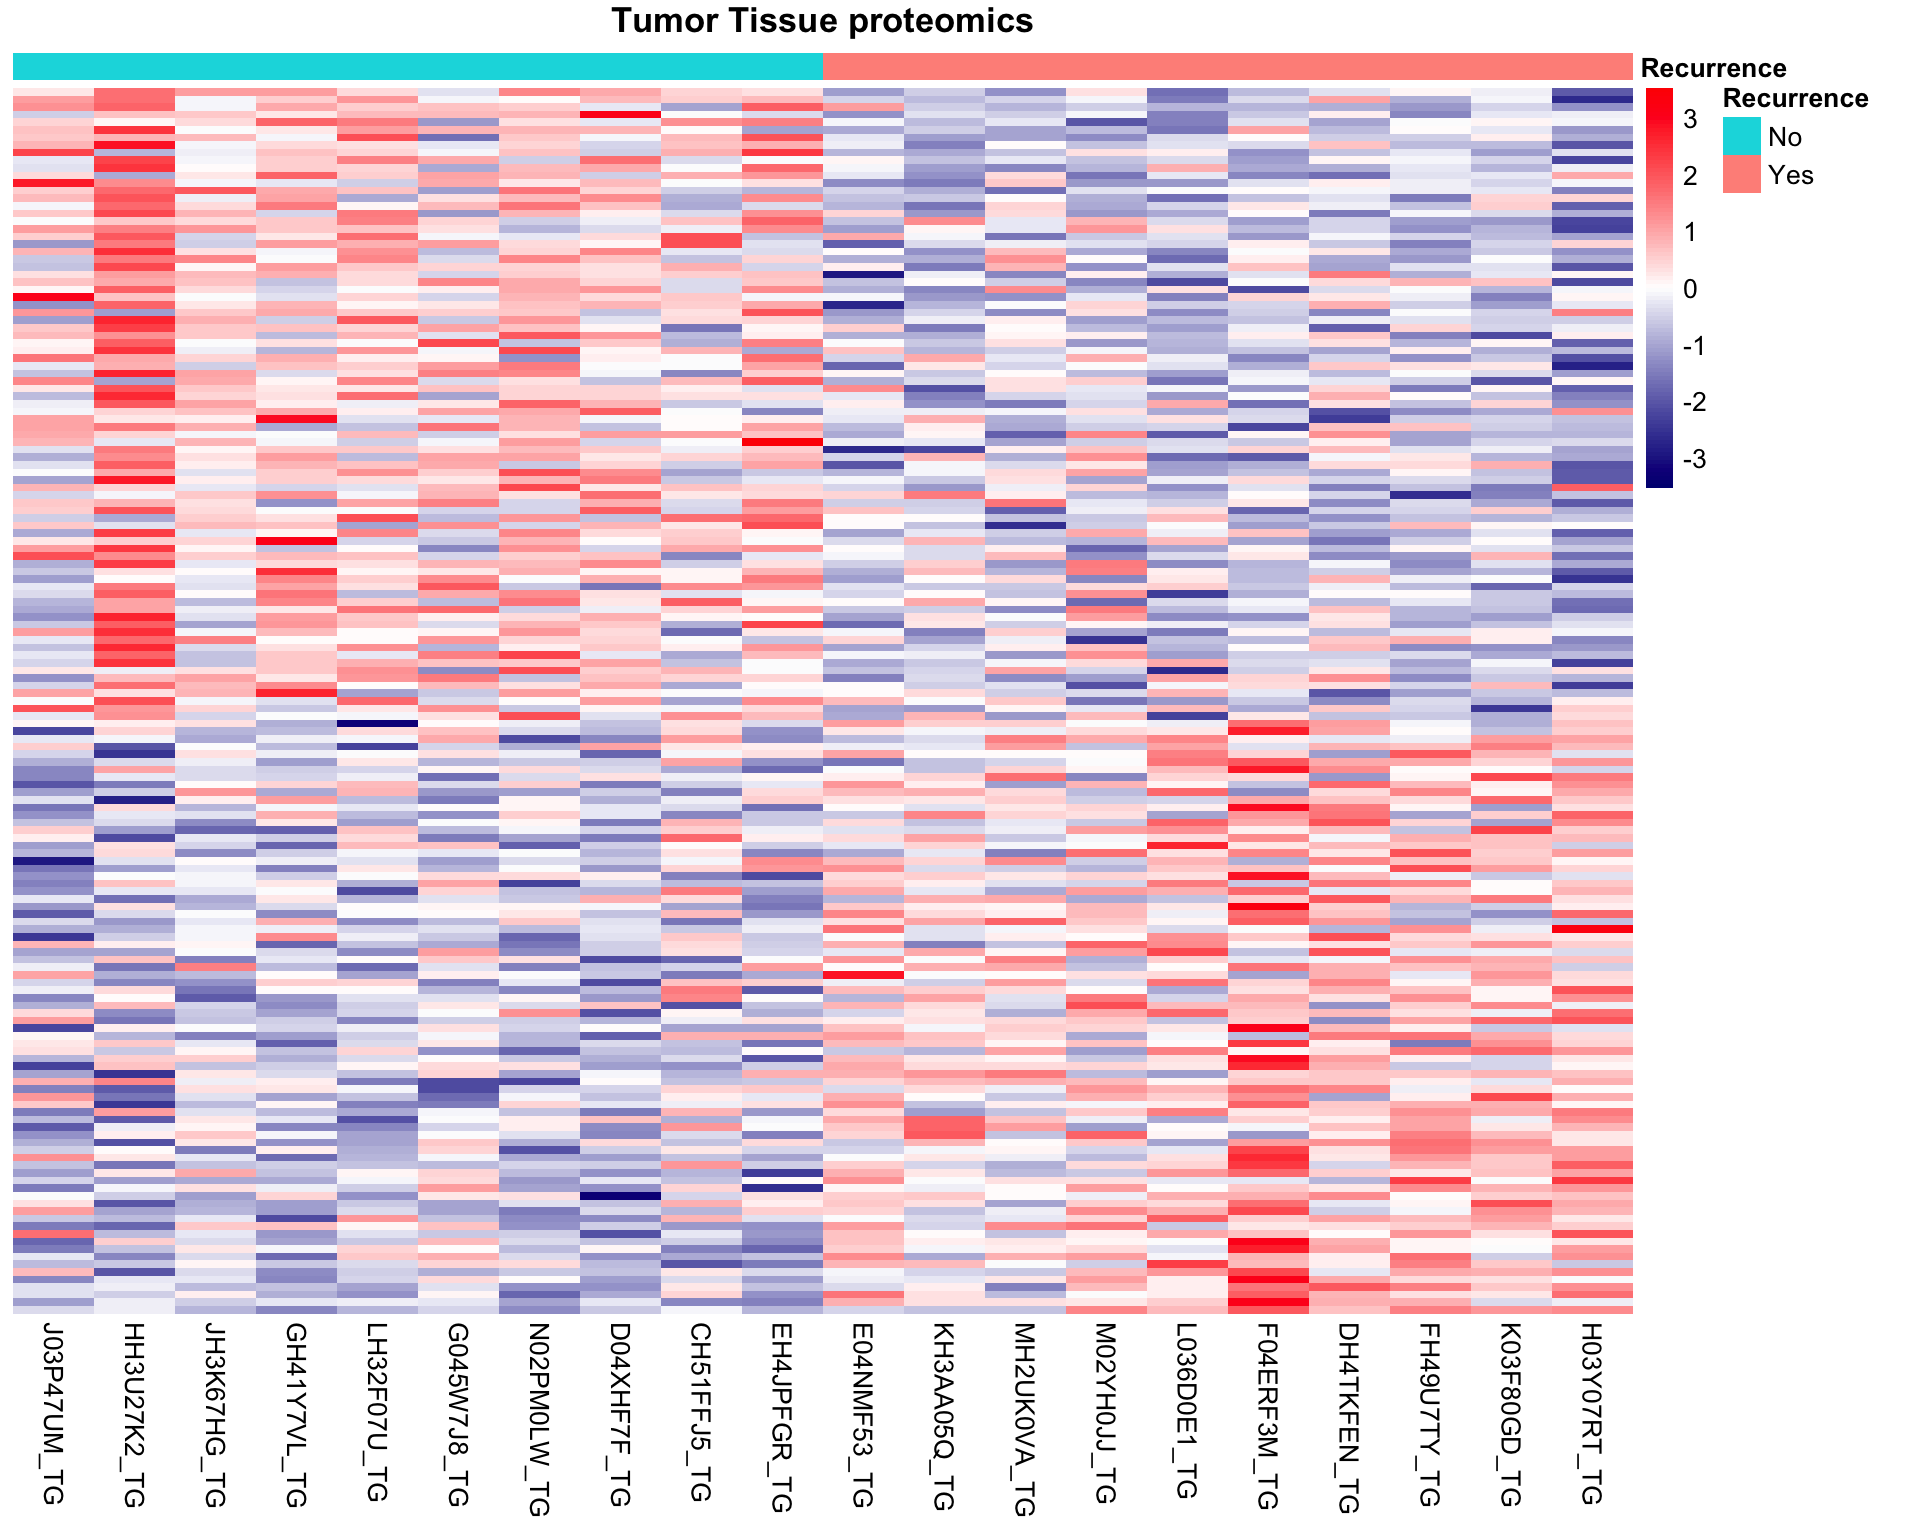 Tumor Tissue proteomics
Recurrence
Recurrence
No
Yes
3
2
1
0
-1
-2
-3
J03P47UM_TG
HH3U27K2_TG
JH3K67HG_TG
GH41Y7VL_TG
LH32F07U_TG
G045W7J8_TG
N02PM0LW_TG
D04XHF7F_TG
CH51FFJ5_TG
EH4JPFGR_TG
E04NMF53_TG
KH3AA05Q_TG
MH2UK0VA_TG
M02YH0JJ_TG
L036D0E1_TG
F04ERF3M_TG
DH4TKFEN_TG
FH49U7TY_TG
K03F80GD_TG
H03Y07RT_TG